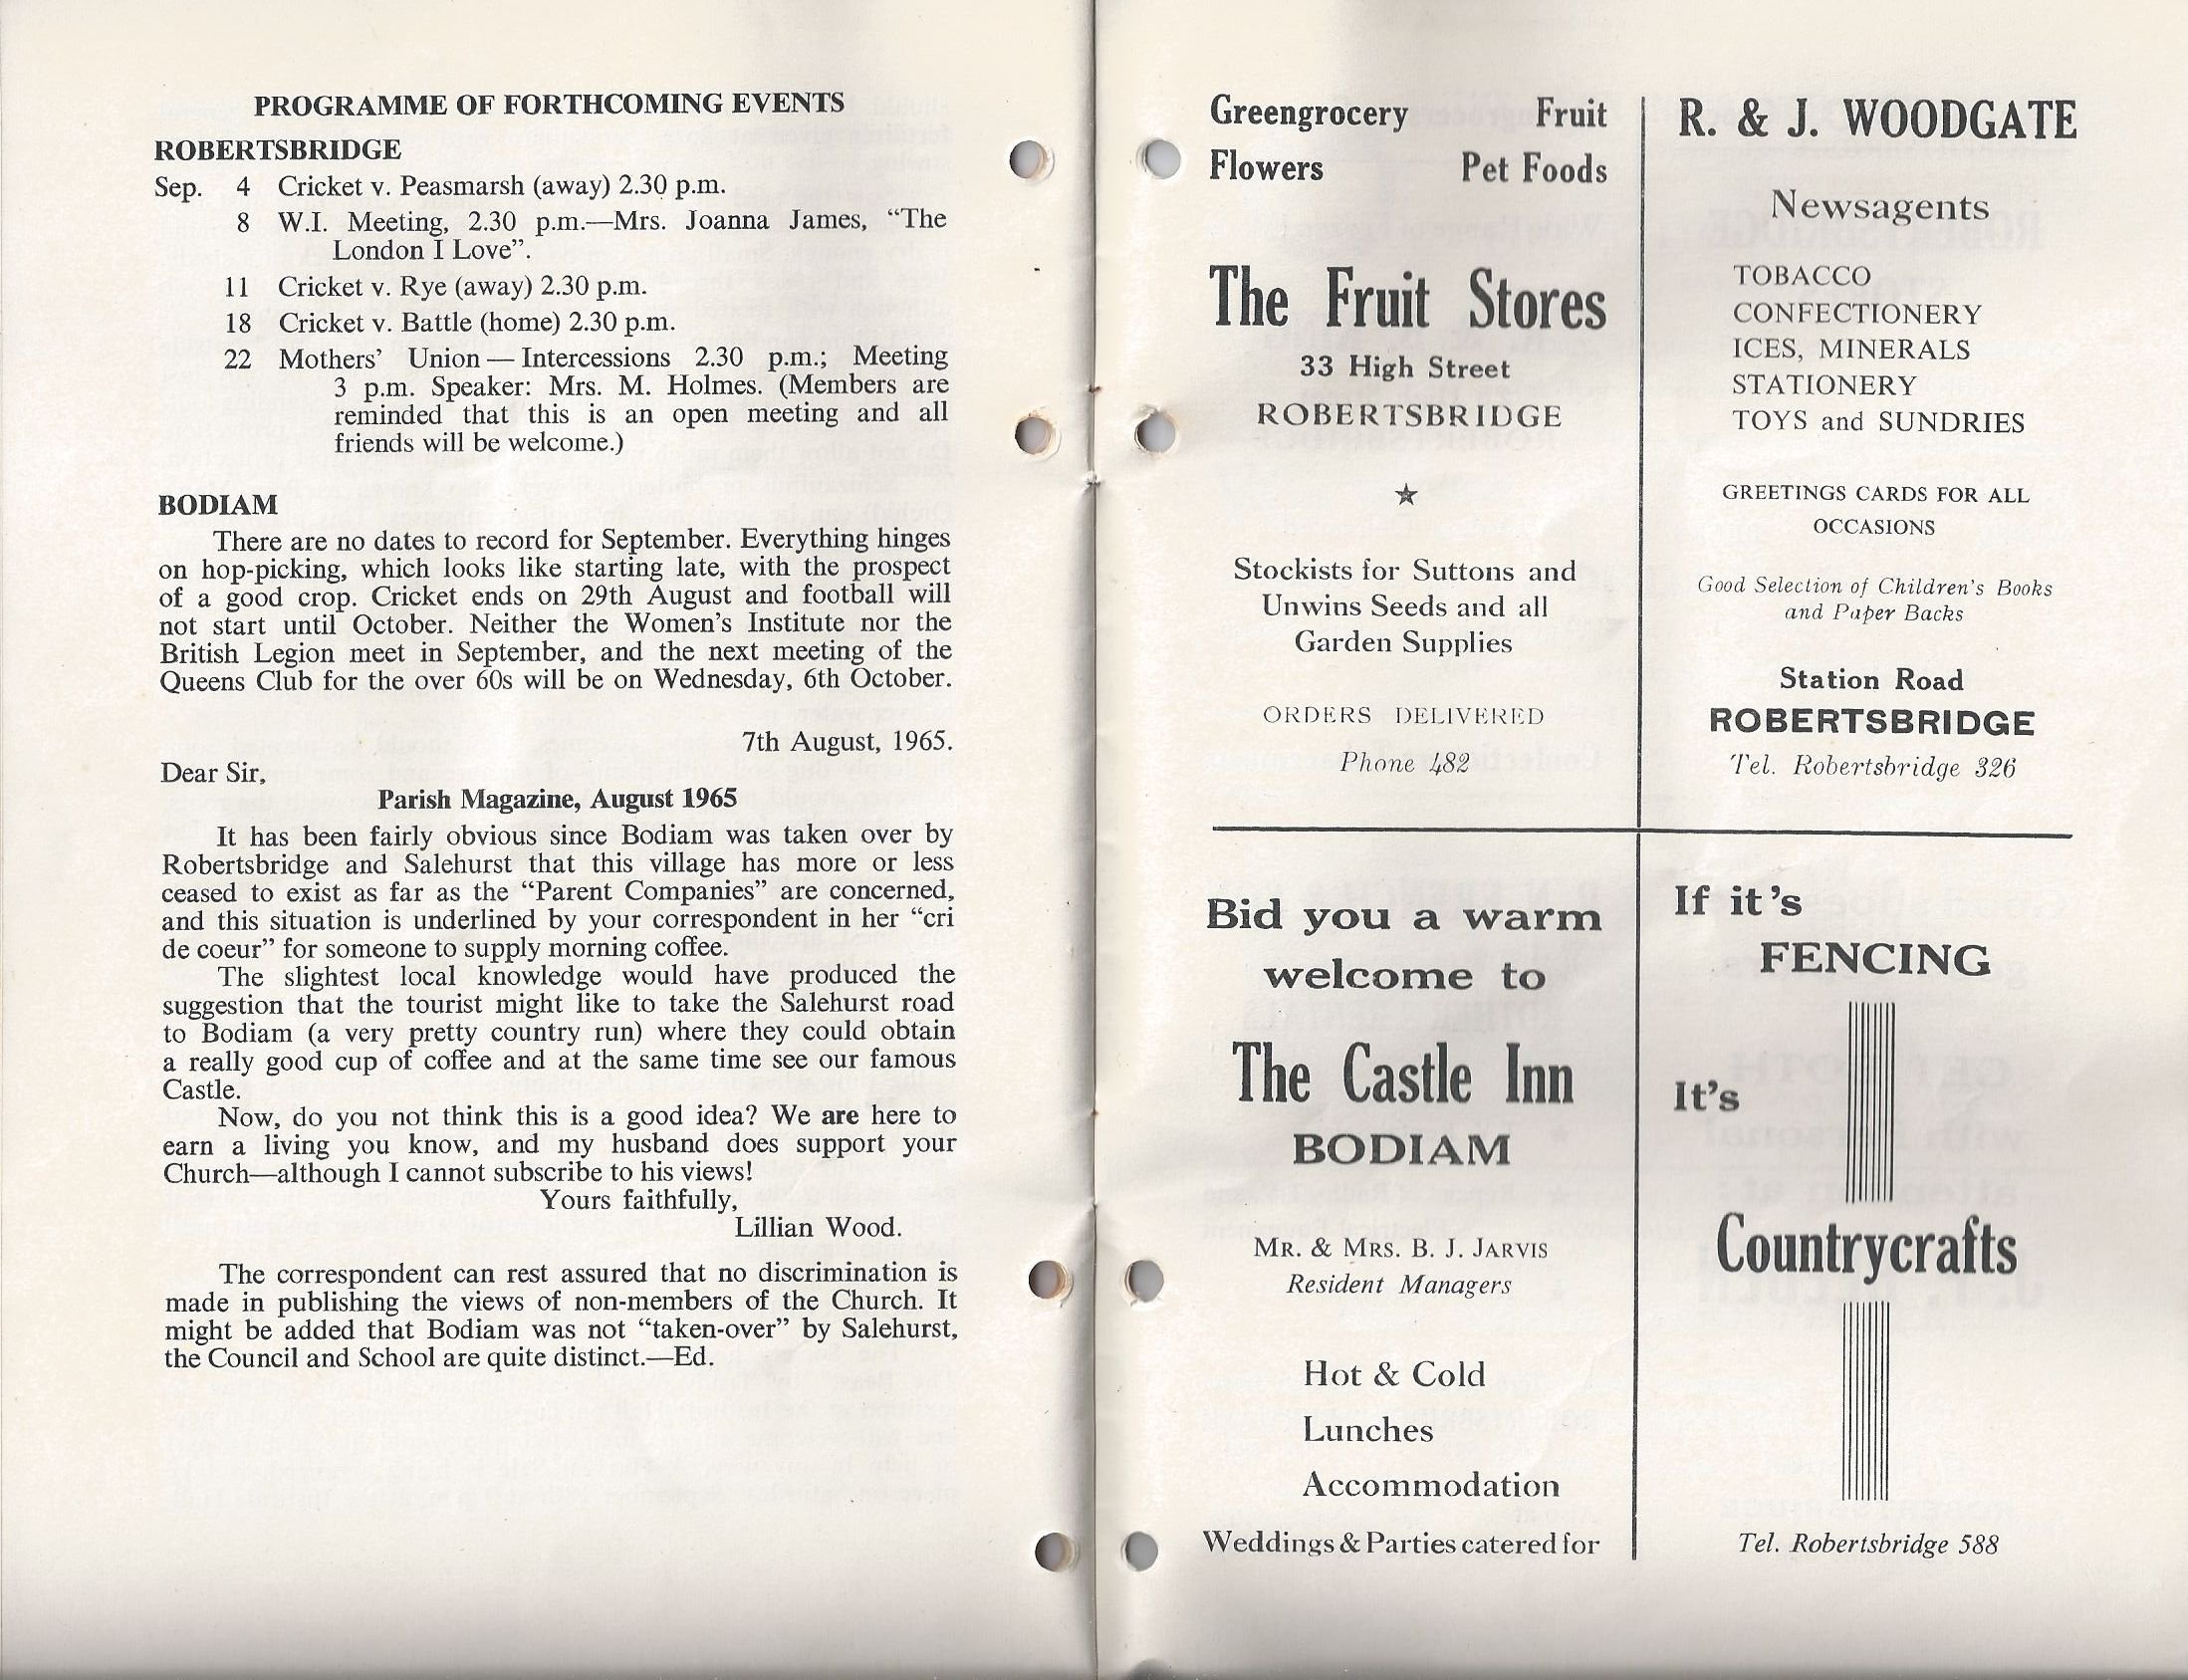 PROGRAMME OF FORTHCOMING EVENTS
ROBERTSBRIDGE
Sep. 4 Cricket v. Peasmarsh (away) 2.30 p.m.
8 W.I. Meeting, 2.30 p.m.—Mrs. Joanna James, “The
London I Love”.
11 Cricket v. Rye (away) 2.30 p.m.
18 Cricket v. Battle (home) 2.30 p.m.
22 Mothers’ Union — Intercessions 2.30 p.m.; Meeting
3 p.m. Speaker: Mrs. M. Holmes. (Members are
reminded that this is an open meeting and all
friends will be welcome.)
BODIAM
There are no dates to record for September. Everything hinges
on hop-picking, which looks like starting late, with the prospect
of a good crop. Cricket ends on 29th August and football will
not start until October. Neither the Women’s Institute nor the
British Legion meet in September, and the next meeting of the
Queens Club for the over 60s will be on Wednesday, 6th October.
7th August, 1965.
Dear Sir,
Parish Magazine, August 1965
It has been fairly obvious since Bodiam was taken over by
Robertsbridge and Salehurst that this village has more or less
ceased to exist as far as the “Parent Companies” are concerned,
and this situation is underlined by your correspondent in her “cri
de coeur” for someone to supply morning coffee.
The slightest local knowledge would have produced the
suggestion that the tourist might like to take the Salehurst road
to Bodiam (a very pretty country run) where they could obtain
a really good cup of coffee and at the same time see our famous
Castle.
Now, do you not think this is a good idea? We are here to
earn a living you know, and my husband does support your
Church—although I cannot subscribe to his views!
Yours faithfully,
Lillian Wood.
The correspondent can rest assured that no discrimination is
made in publishing the views of non-members of the Church. It
might be added that Bodiam was not “taken-over” by Salehurst,
the Council and School are quite distinct.—Ed.
Greengrocery Fruit
Flowers Pet Foods
The Fruit Stores
33 High Street
ROBERTSBRIDGE
Stockists for Suttons and
Unwins Seeds and all
Garden Supplies
ORDERS DELIVERED
Phone 482
R. & J. WOODGATE
Newsagents
TOBACCO
CONFECTIONERY
ICES, MINERALS
STATIONERY
TOYS and SUNDRIES
GREETINGS CARDS FOR ALL
OCCASIONS
Good Selection of Children’s Books
and Paper Backs
Station Road
ROBERTSBRIDGE
Tel. Robertsbridge 326
Bid you a warm
welcome to
The Castle Inn
BODIAM
MR. & MRS. B. J. JARVIS
Resident Managers
Hot & Cold
Lunches
Accommodation
Weddings & Parties catered for
If it’s
FENCING
It’s
Countrycrafts
Tel. Robertsbridge 588